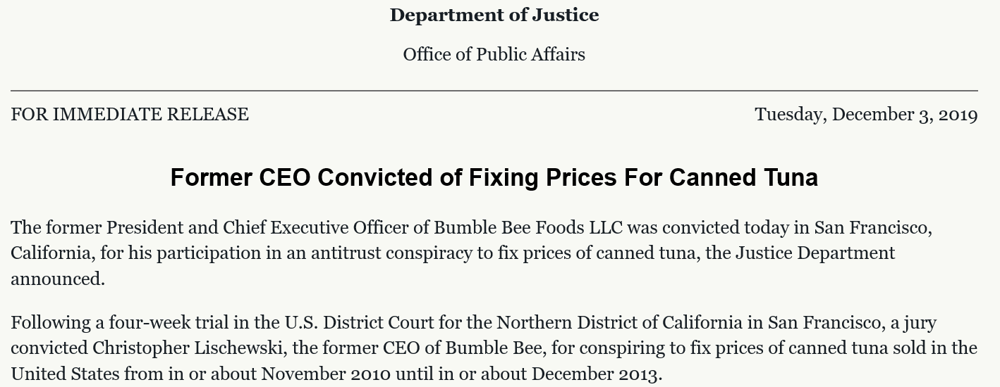 Department of Justice
Office of Public Affairs
FOR IMMEDIATE RELEASE
Tuesday, December 3, 2019
Former CEO Convicted of Fixing Prices For Canned Tuna
The former President and Chief Executive Officer of Bumble Bee Foods LLC was convicted today in San Francisco,
California, for his participation in an antitrust conspiracy to fix prices of canned tuna, the Justice Department
announced.
Following a four-week trial in the U.S. District Court for the Northern District of California in San Francisco, a jury
convicted Christopher Lischewski, the former CEO of Bumble Bee, for conspiring to fix prices of canned tuna sold in the
United States from in or about November 2010 until in or about December 2013.